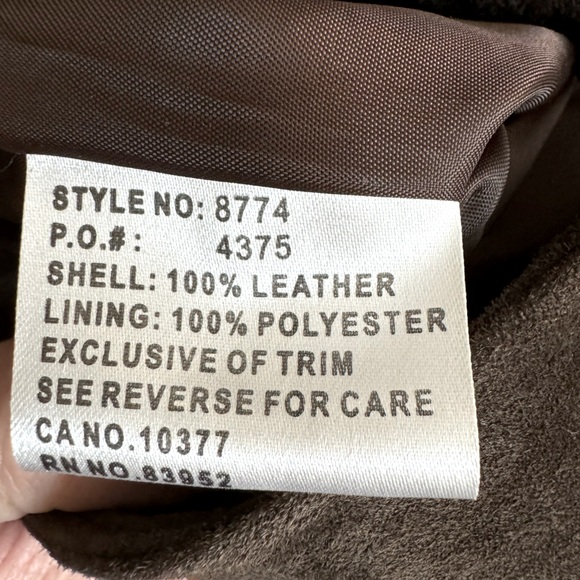 STYLE NO: 8774
P.O.#: 4375
SHELL: 100% LEATHER
LINING: 100% POLYESTER
EXCLUSIVE OF TRIM
SEE REVERSE FOR CARE
CA NO.10377
RN NO.83952